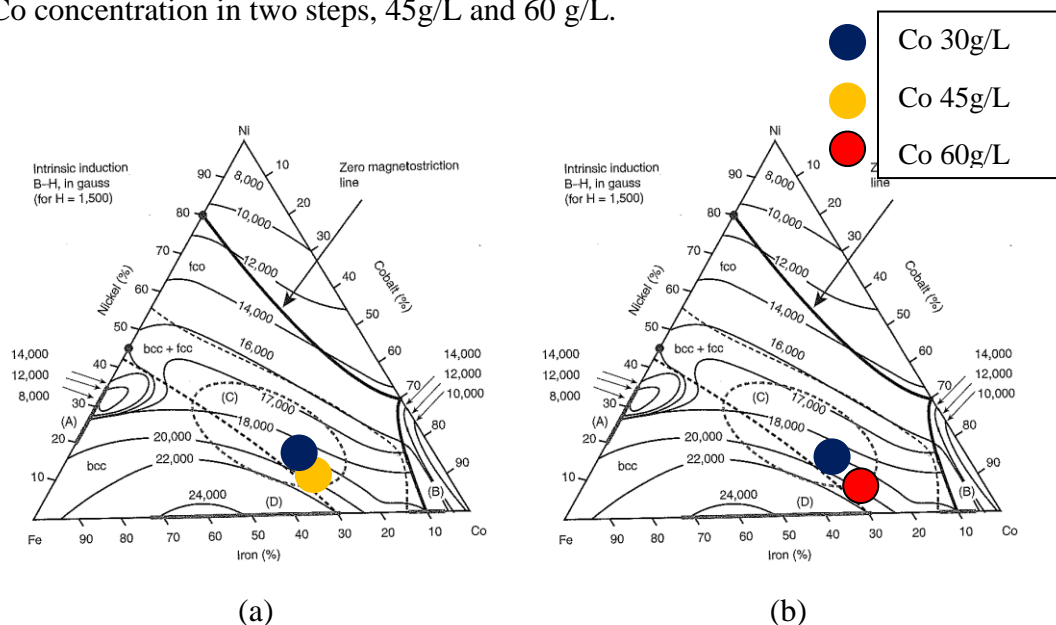 Co concentration in two steps, 45g/L and 60 g/L.
Co 30g/L
Co 45g/L
Co 60g/L
Ni
Intrinsic induction
B–H, in gauss
(for H = 1,500)
Zero magnetostriction
line
90
80
70
60
50
40
30
20
10
Nickel (%)
10
20
30
40
50
60
70
80
90
Cobalt (%)
8,000
10,000
12,000
14,000
16,000
17,000
18,000
20,000
22,000
24,000
fco
bcc + fcc
bcc
14,000
12,000
8,000
14,000
12,000
10,000
(A)
(B)
(C)
(D)
Fe
90
80
70
60
50
40
30
20
10
Co
Iron (%)
(a)
Ni
Intrinsic induction
B–H, in gauss
(for H = 1,500)
line
90
80
70
60
50
40
30
20
10
Nickel (%)
10
20
30
40
50
60
70
80
90
Cobalt (%)
8,000
10,000
12,000
14,000
16,000
17,000
18,000
20,000
22,000
24,000
fco
bcc + fcc
bcc
14,000
12,000
8,000
14,000
12,000
10,000
(A)
(B)
(C)
(D)
Fe
90
80
70
60
50
40
30
20
10
Co
Iron (%)
(b)